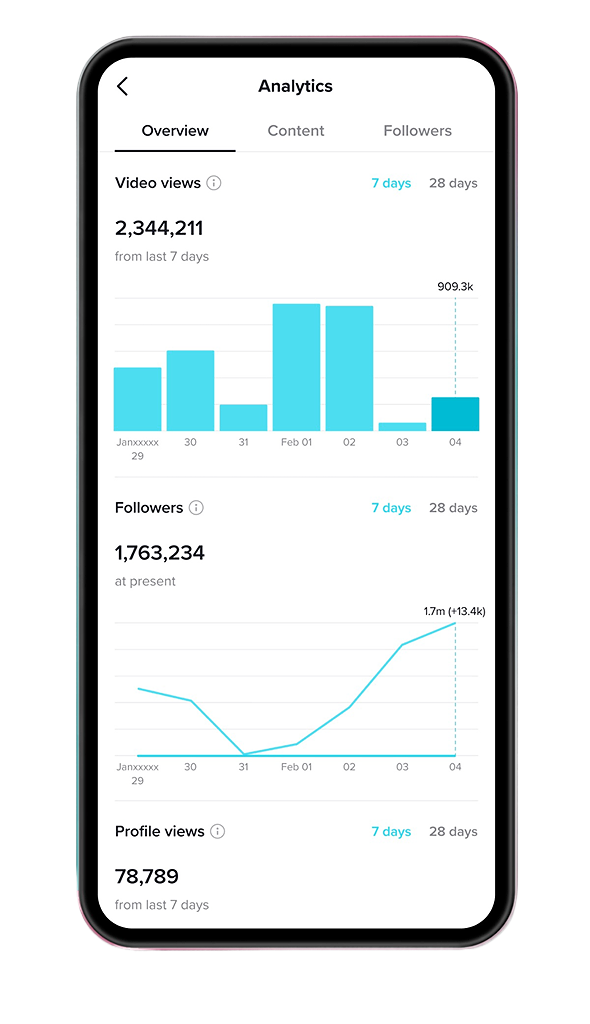 Analytics
Overview Content Followers
Video views 7 days 28 days
2,344,211
from last 7 days
909.3k
Janxxxxx 30 31 Feb 01 02 03 04
29
Followers 7 days 28 days
1,763,234
at present
1.7m (+13.4k)
Janxxxxx 30 31 Feb 01 02 03 04
29
Profile views 7 days 28 days
78,789
from last 7 days